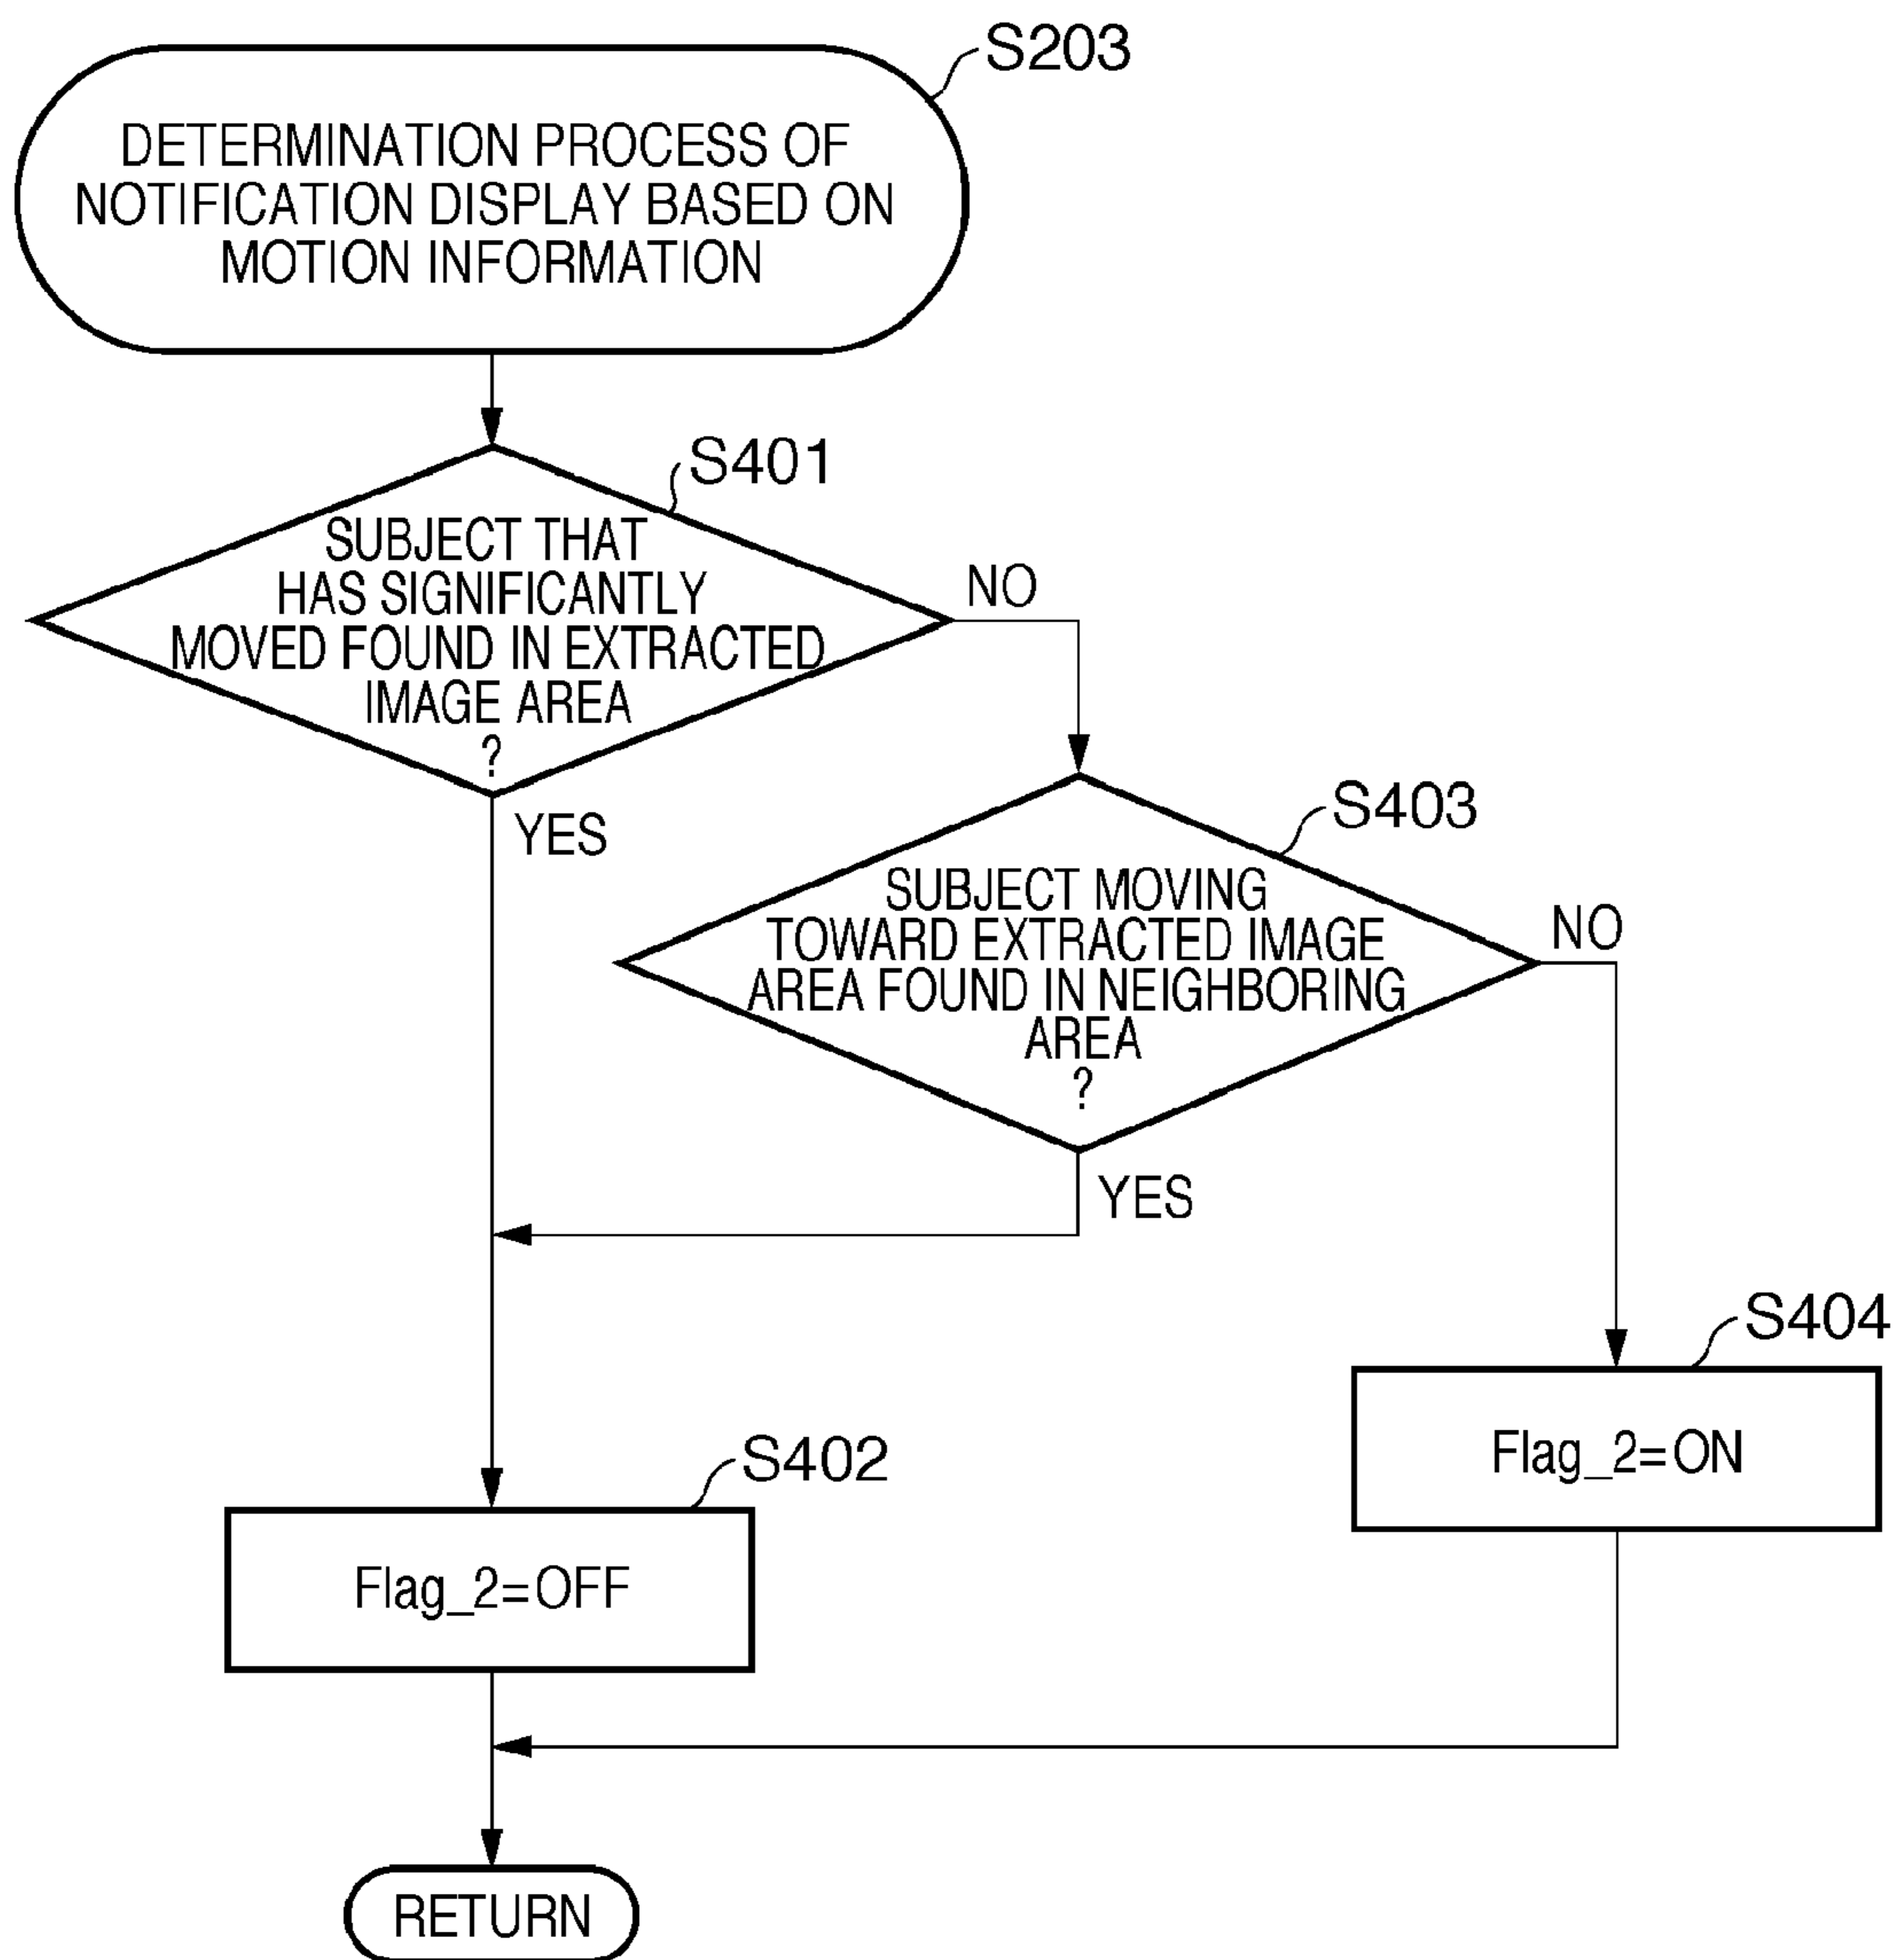 S203
DETERMINATION PROCESS OF
NOTIFICATION DISPLAY BASED ON
MOTION INFORMATION
S401
SUBJECT THAT
HAS SIGNIFICANTLY
MOVED FOUND IN EXTRACTED
IMAGE AREA
?
NO
YES
S403
SUBJECT MOVING
TOWARD EXTRACTED IMAGE
AREA FOUND IN NEIGHBORING
AREA
?
NO
YES
S404
Flag_2=ON
S402
Flag_2=OFF
RETURN